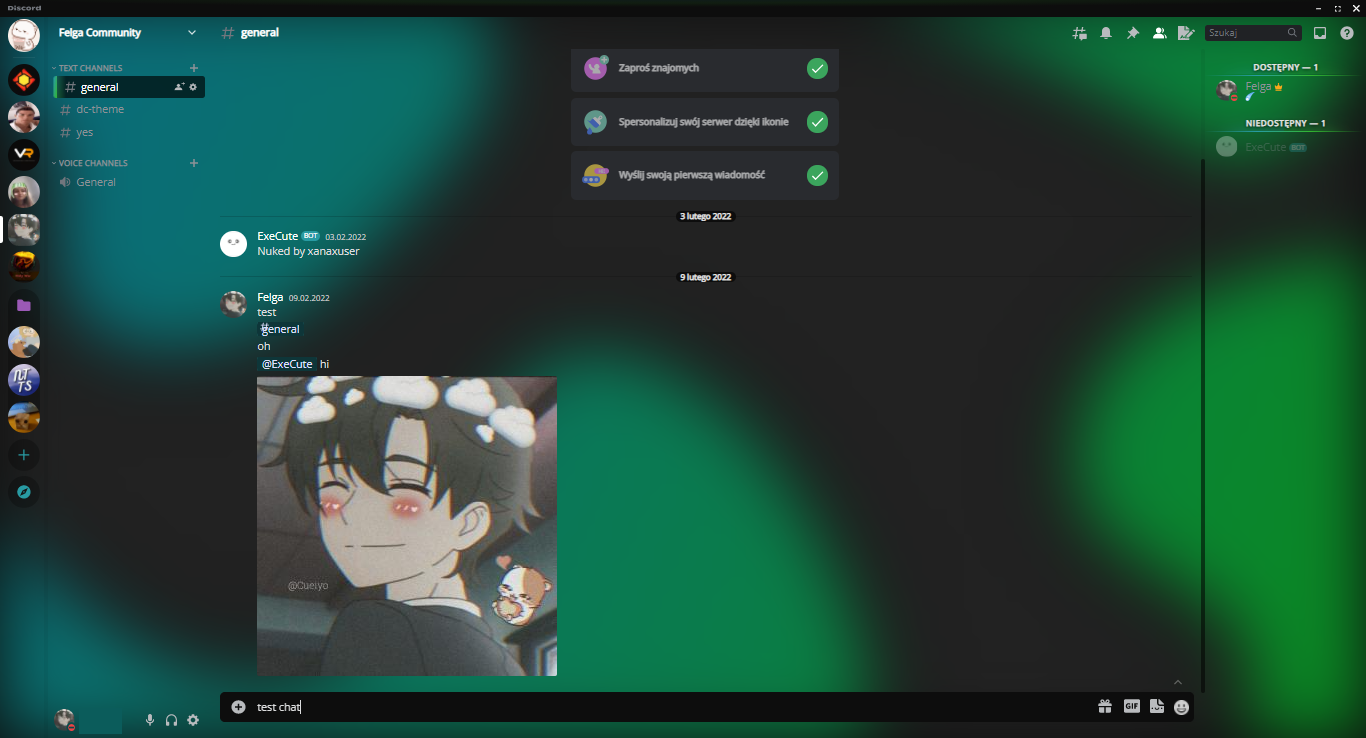 Discord
Felga Community
TEXT CHANNELS
general
dc-theme
yes
VOICE CHANNELS
General
general
Szukaj
Zaproś znajomych
Spersonalizuj swój serwer dzięki ikonie
Wyślij swoją pierwszą wiadomość
3 lutego 2022
ExeCute BOT 03.02.2022
Nuked by xanaxuser
9 lutego 2022
Felga 09.02.2022
test
#general
oh
@ExeCute hi
@Cueiyo
test chat
GIF
DOSTĘPNY — 1
Felga
NIEDOSTĘPNY — 1
ExeCute BOT
VR